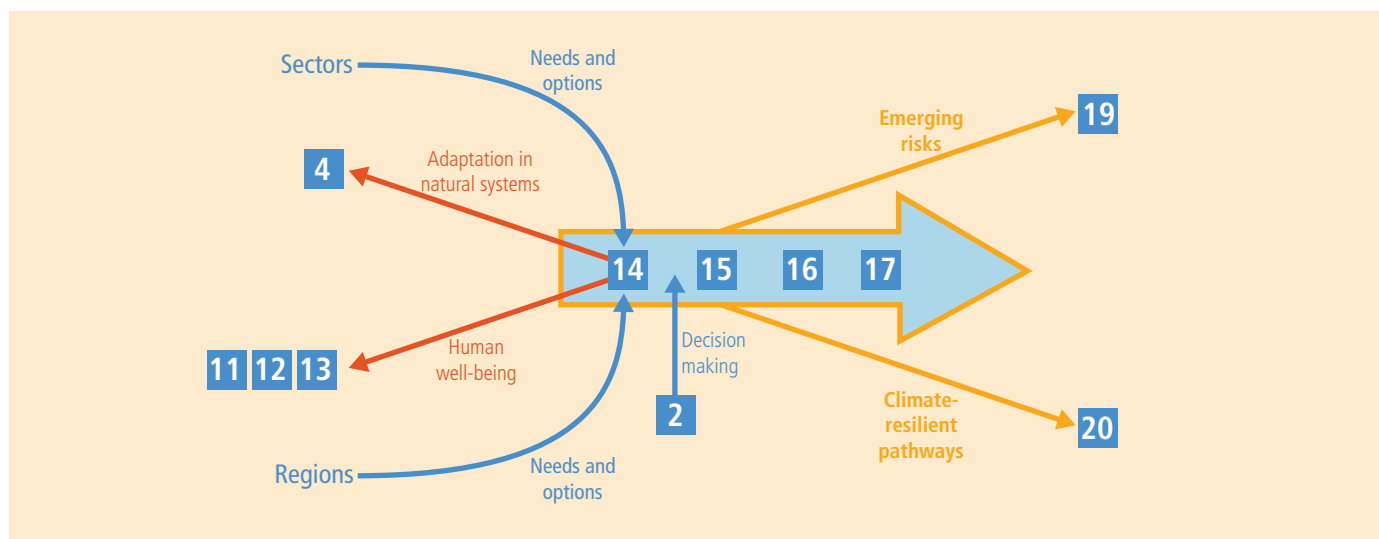 Sectors
Needs and
options
Emerging
risks
19
4
Adaptation in
natural systems
14 15 16 17
11 12 13
Human
well-being
Decision
making
2
Climate-
resilient
pathways
20
Regions
Needs and
options